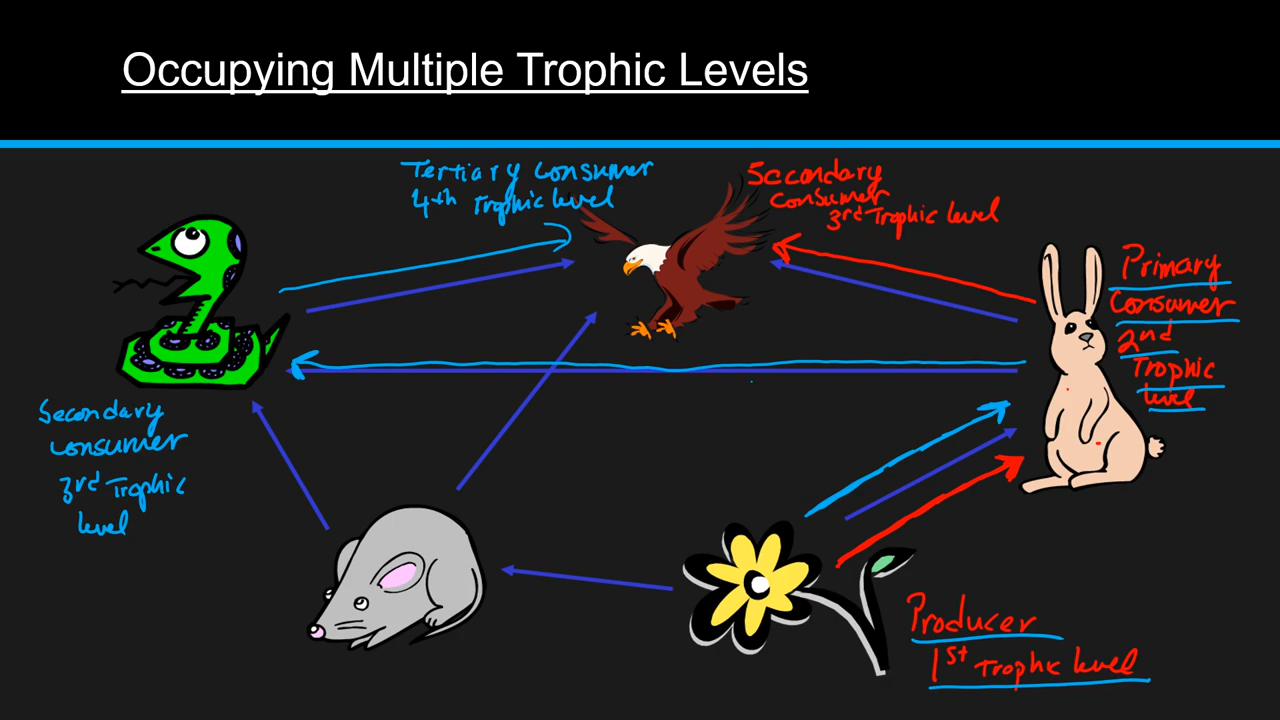 Occupying Multiple Trophic Levels
Tertiary Consumer
4th Trophic level
Secondary
Consumer
3rd Trophic level
Primary
Consumer
2nd
Trophic
level
Secondary
Consumer
3rd Trophic
level
Producer
1st Trophic level